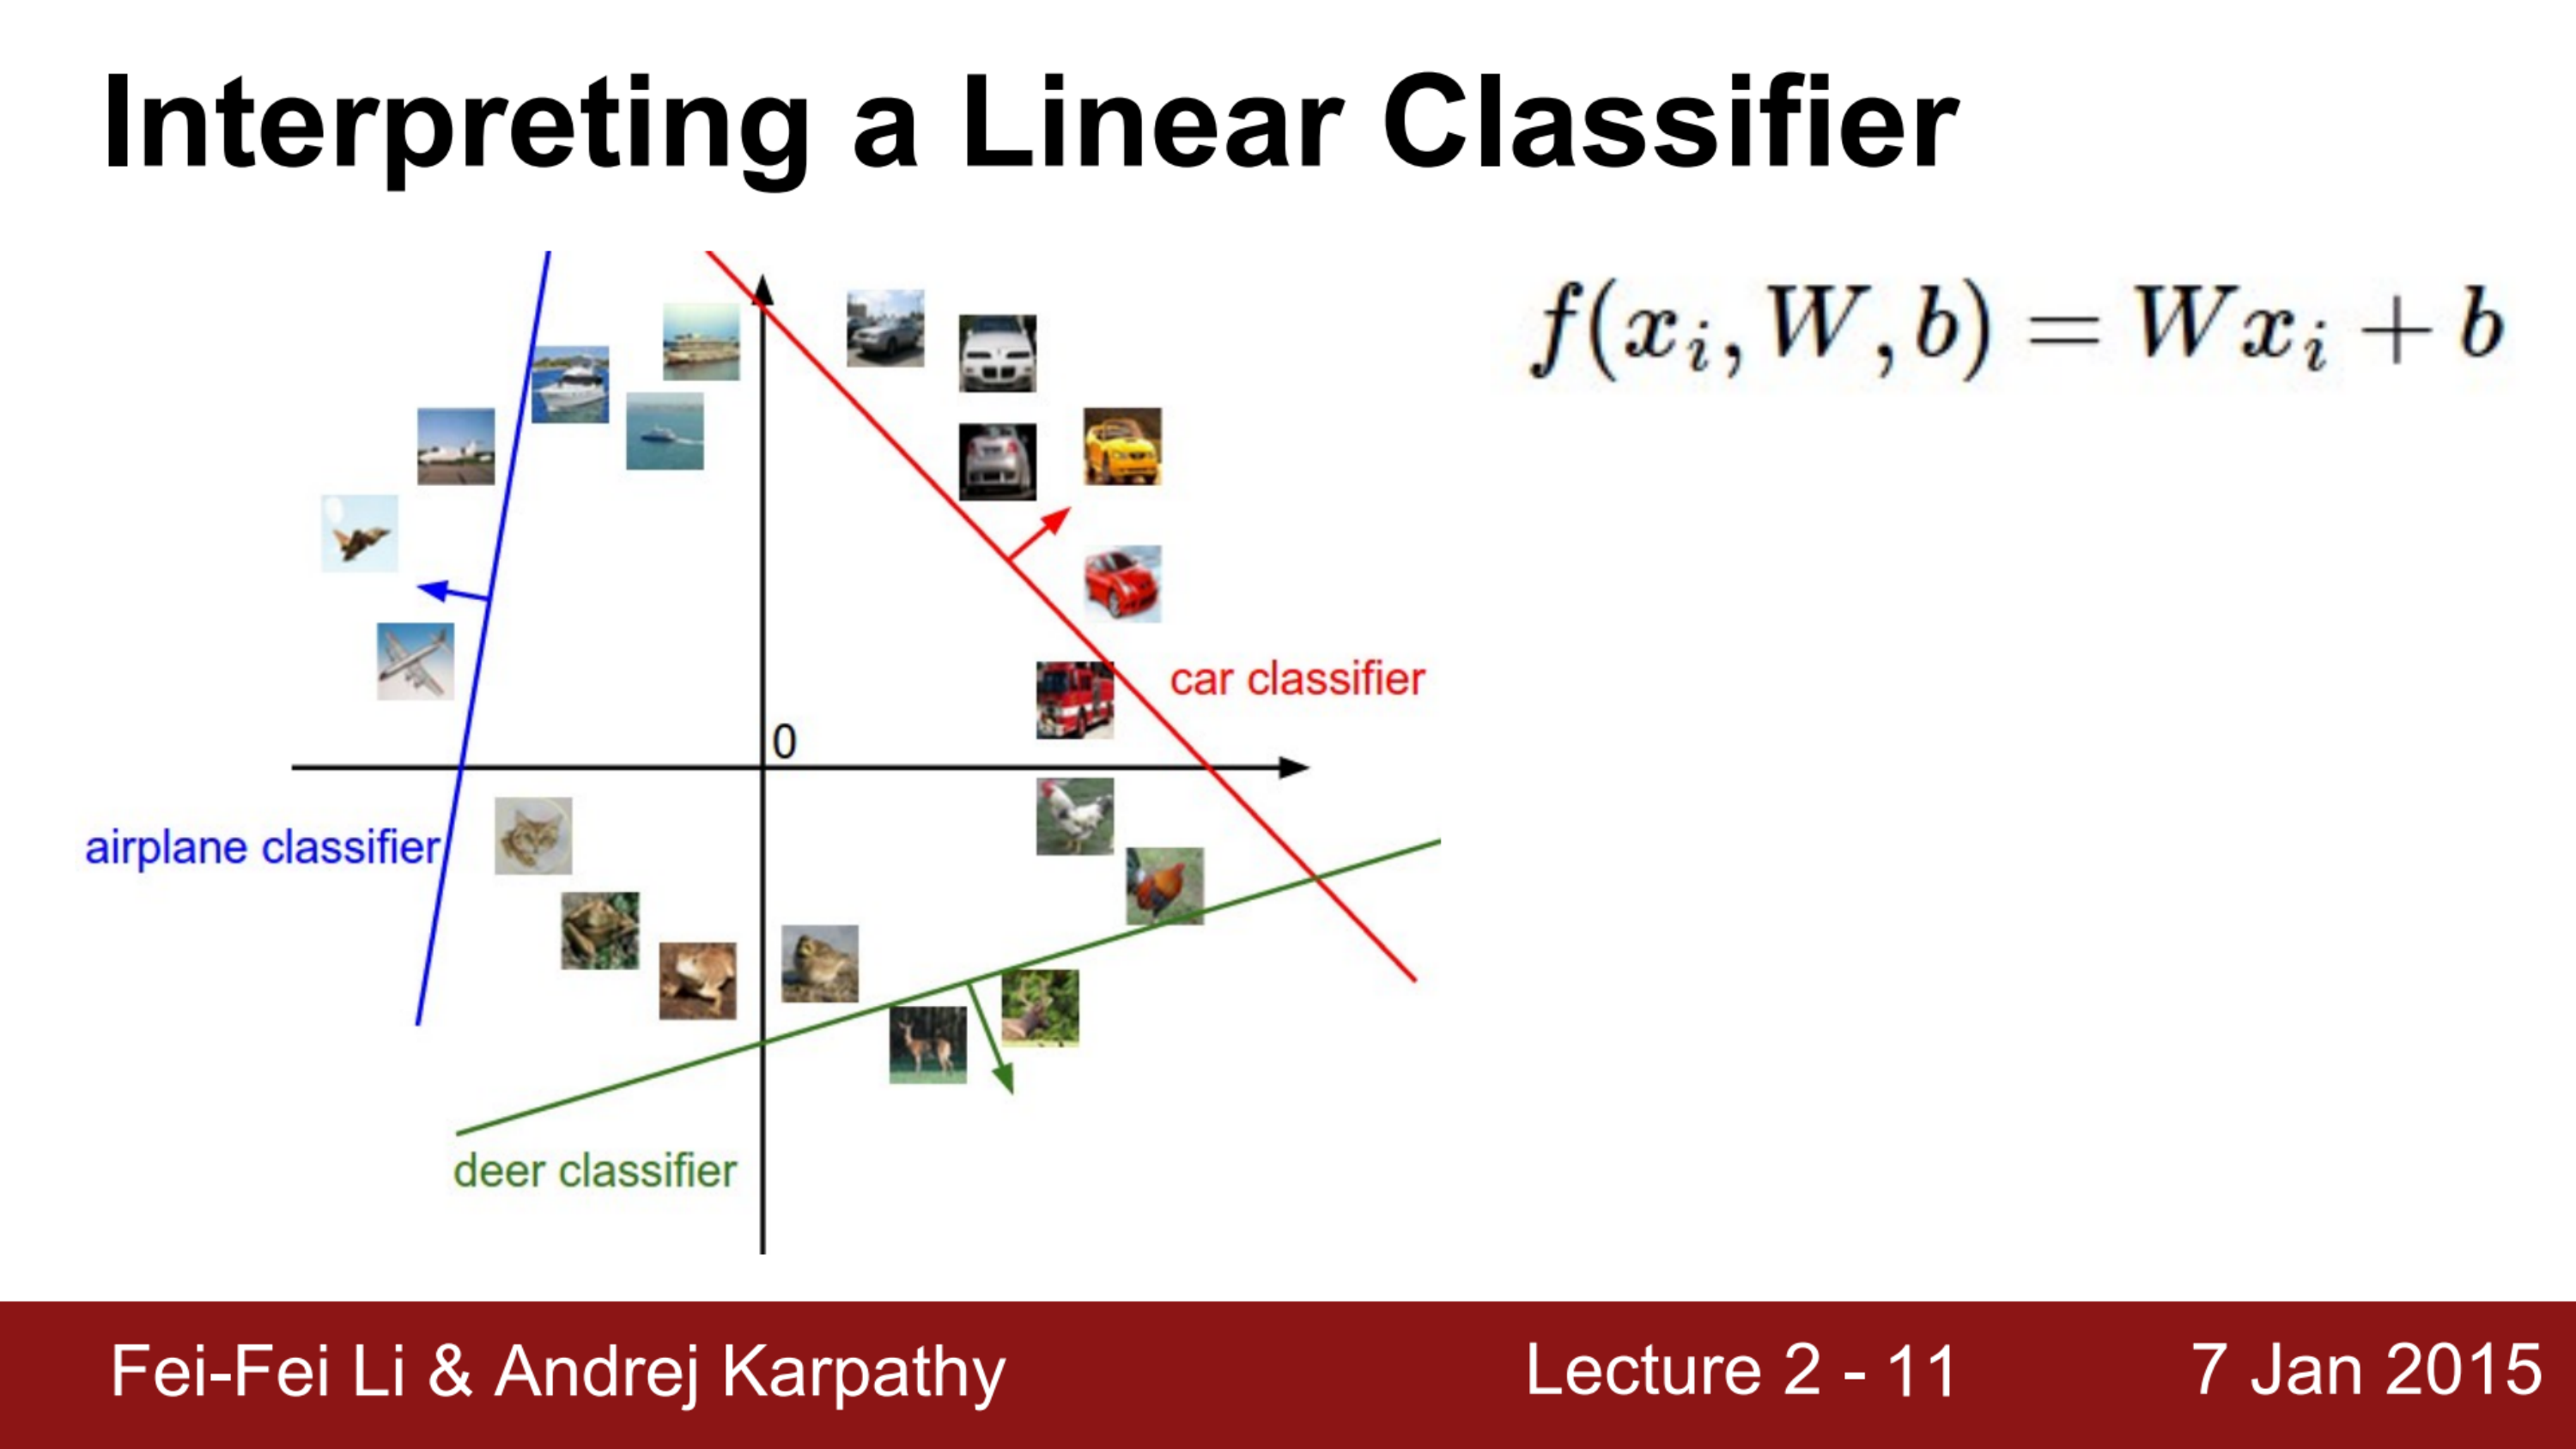 Interpreting a Linear Classifier
f(x_i, W, b) = Wx_i + b
car classifier
0
airplane classifier
deer classifier
Fei-Fei Li & Andrej Karpathy
Lecture 2 - 11
7 Jan 2015